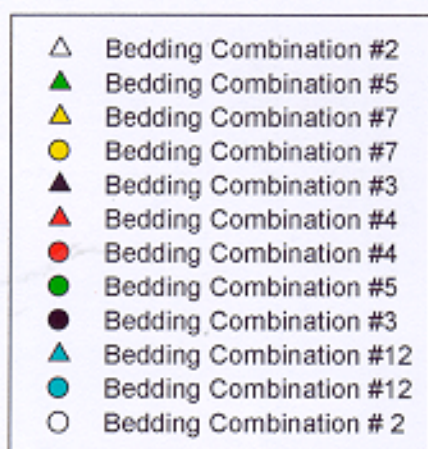 Bedding Combination #2
Bedding Combination #5
Bedding Combination #7
Bedding Combination #7
Bedding Combination #3
Bedding Combination #4
Bedding Combination #4
Bedding Combination #5
Bedding Combination #3
Bedding Combination #12
Bedding Combination #12
Bedding Combination # 2